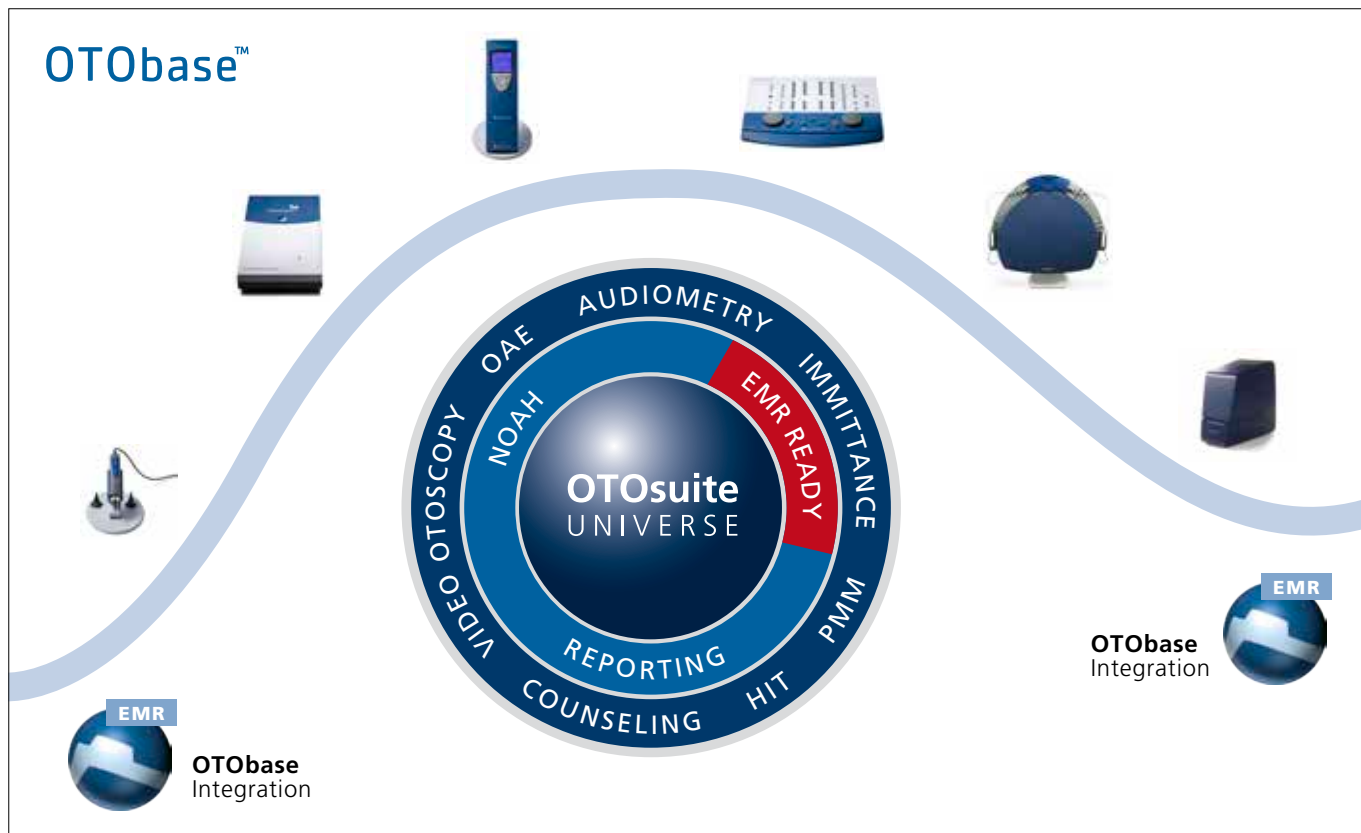 OTObase™
VIDEO OTOSCOPY
OAE
AUDIOMETRY
IMMITTANCE
PMM
HIT
COUNSELING
NOAH
EMR READY
REPORTING
OTOsuite
UNIVERSE
EMR
OTObase
Integration
EMR
OTObase
Integration